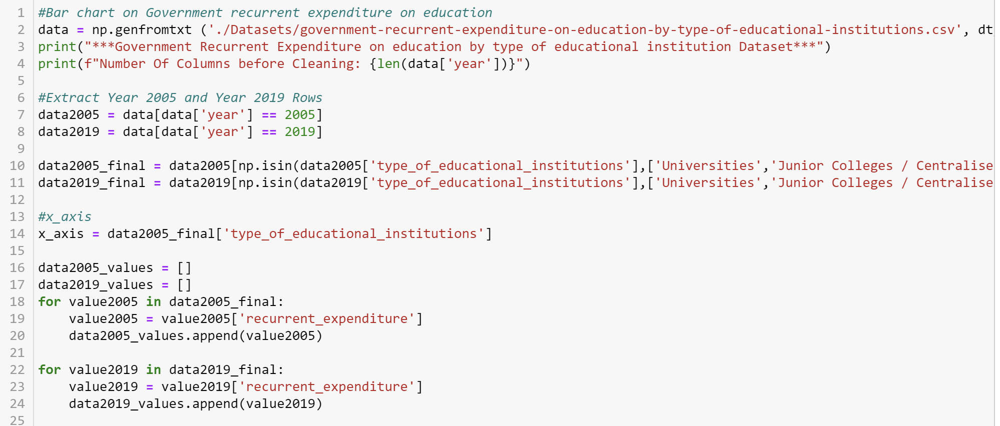 1 #Bar chart on Government recurrent expenditure on education
2 data = np.genfromtxt ('./Datasets/government-recurrent-expenditure-on-education-by-type-of-educational-institutions.csv', dt
3 print("***Government Recurrent Expenditure on education by type of educational institution Dataset***")
4 print(f"Number Of Columns before Cleaning: {len(data['year'])}")
5
6 #Extract Year 2005 and Year 2019 Rows
7 data2005 = data[data['year'] == 2005]
8 data2019 = data[data['year'] == 2019]
9
10 data2005_final = data2005[np.isin(data2005['type_of_educational_institutions'],['Universities','Junior Colleges / Centralise
11 data2019_final = data2019[np.isin(data2019['type_of_educational_institutions'],['Universities','Junior Colleges / Centralise
12
13 #x_axis
14 x_axis = data2005_final['type_of_educational_institutions']
15
16 data2005_values = []
17 data2019_values = []
18 for value2005 in data2005_final:
19     value2005 = value2005['recurrent_expenditure']
20     data2005_values.append(value2005)
21
22 for value2019 in data2019_final:
23     value2019 = value2019['recurrent_expenditure']
24     data2019_values.append(value2019)
25